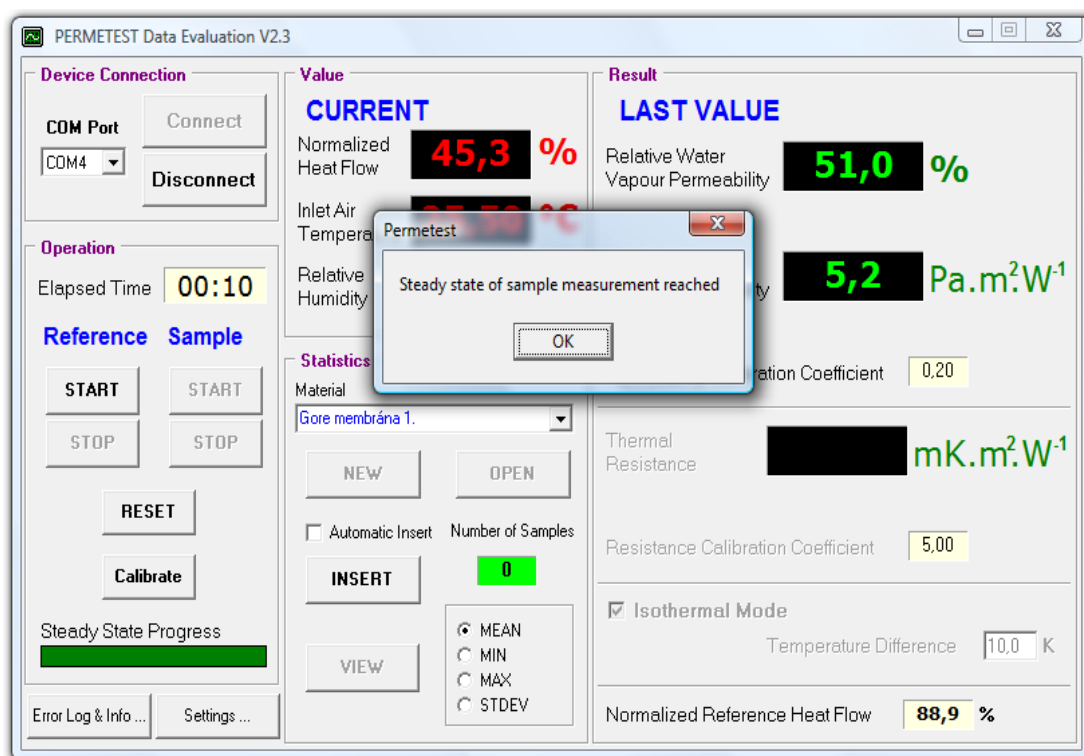 PERMETEST Data Evaluation V2.3
Device Connection
COM Port
COM4
Connect
Disconnect
Operation
Elapsed Time 00:10
Reference Sample
START START
STOP STOP
RESET
Calibrate
Steady State Progress
Error Log & Info ...
Settings ...
Value
CURRENT
Normalized
Heat Flow
45,3 %
Inlet Air
°C
Relative
Humidity
Permetest
Steady state of sample measurement reached
OK
Statistics
Material
Gore membrána 1.
NEW OPEN
Automatic Insert
Number of Samples
INSERT
0
VIEW
MEAN
MIN
MAX
STDEV
Result
LAST VALUE
Relative Water
Vapour Permeability
51,0 %
5,2 Pa.m².W⁻¹
Coefficient 0,20
Thermal
Resistance
mK.m².W⁻¹
Resistance Calibration Coefficient 5,00
Isothermal Mode
Temperature Difference 10,0 K
Normalized Reference Heat Flow 88,9 %